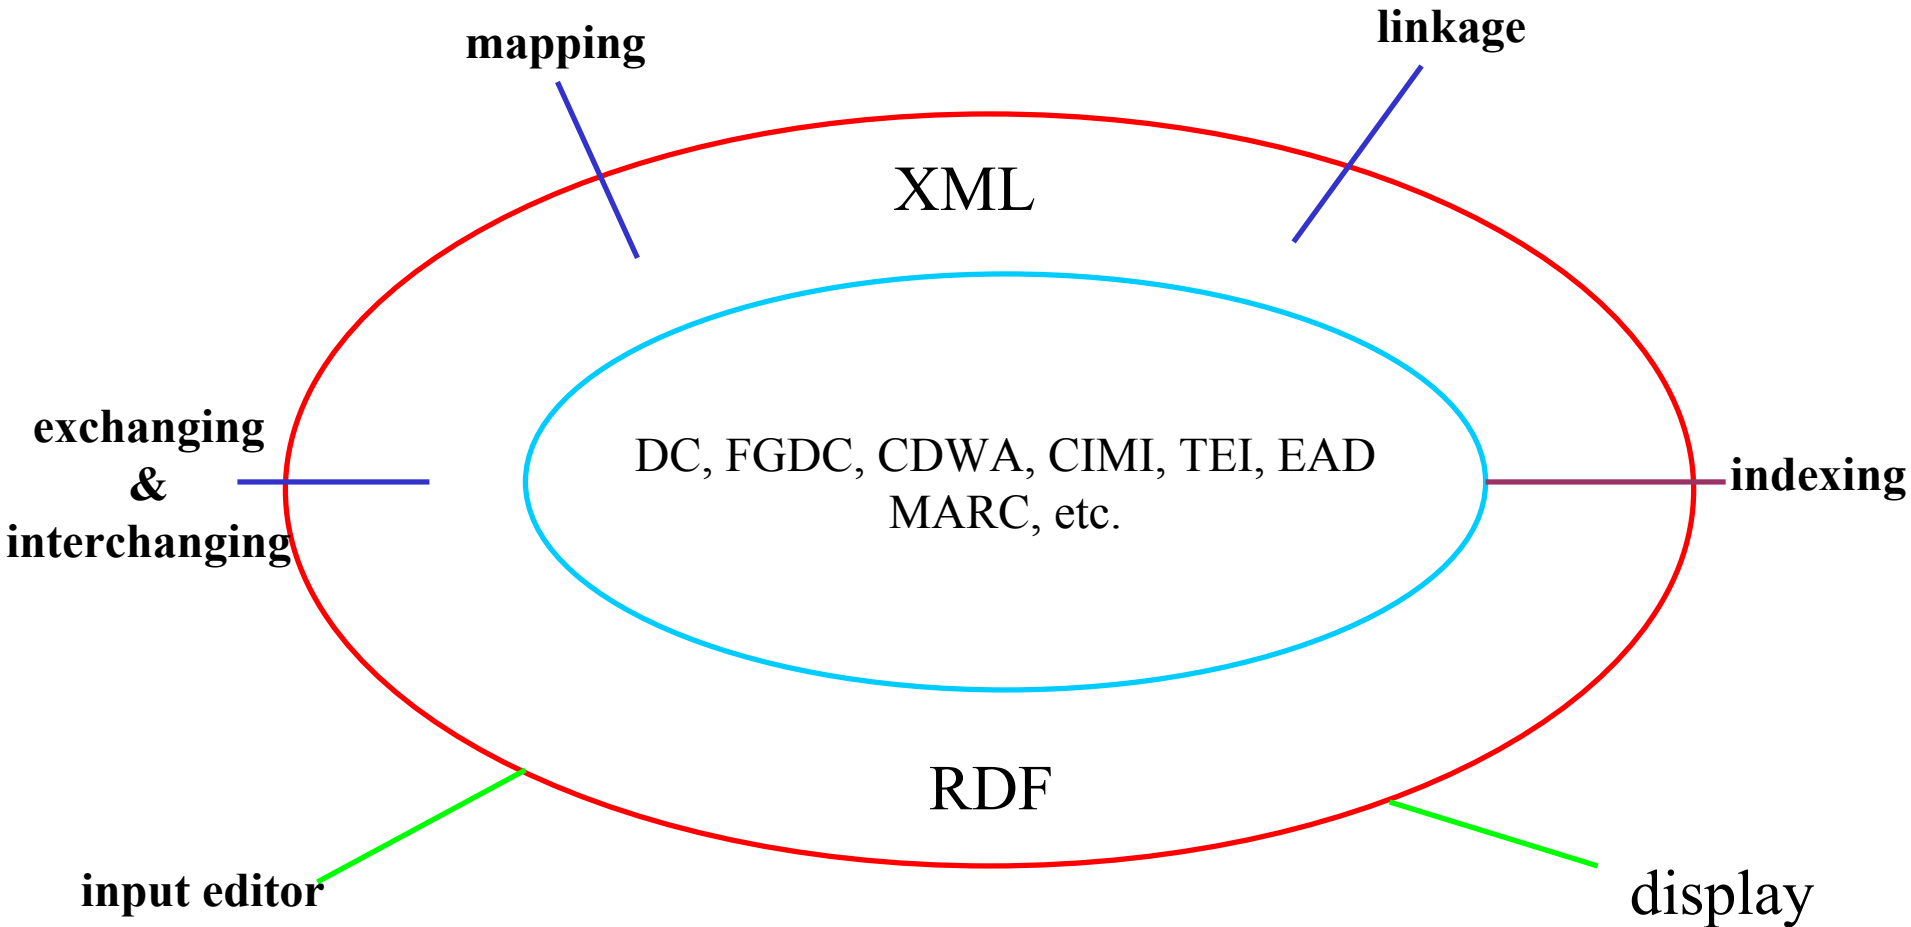 mapping
linkage
XML
exchanging
&
interchanging
DC, FGDC, CDWA, CIMI, TEI, EAD
MARC, etc.
indexing
RDF
input editor
display